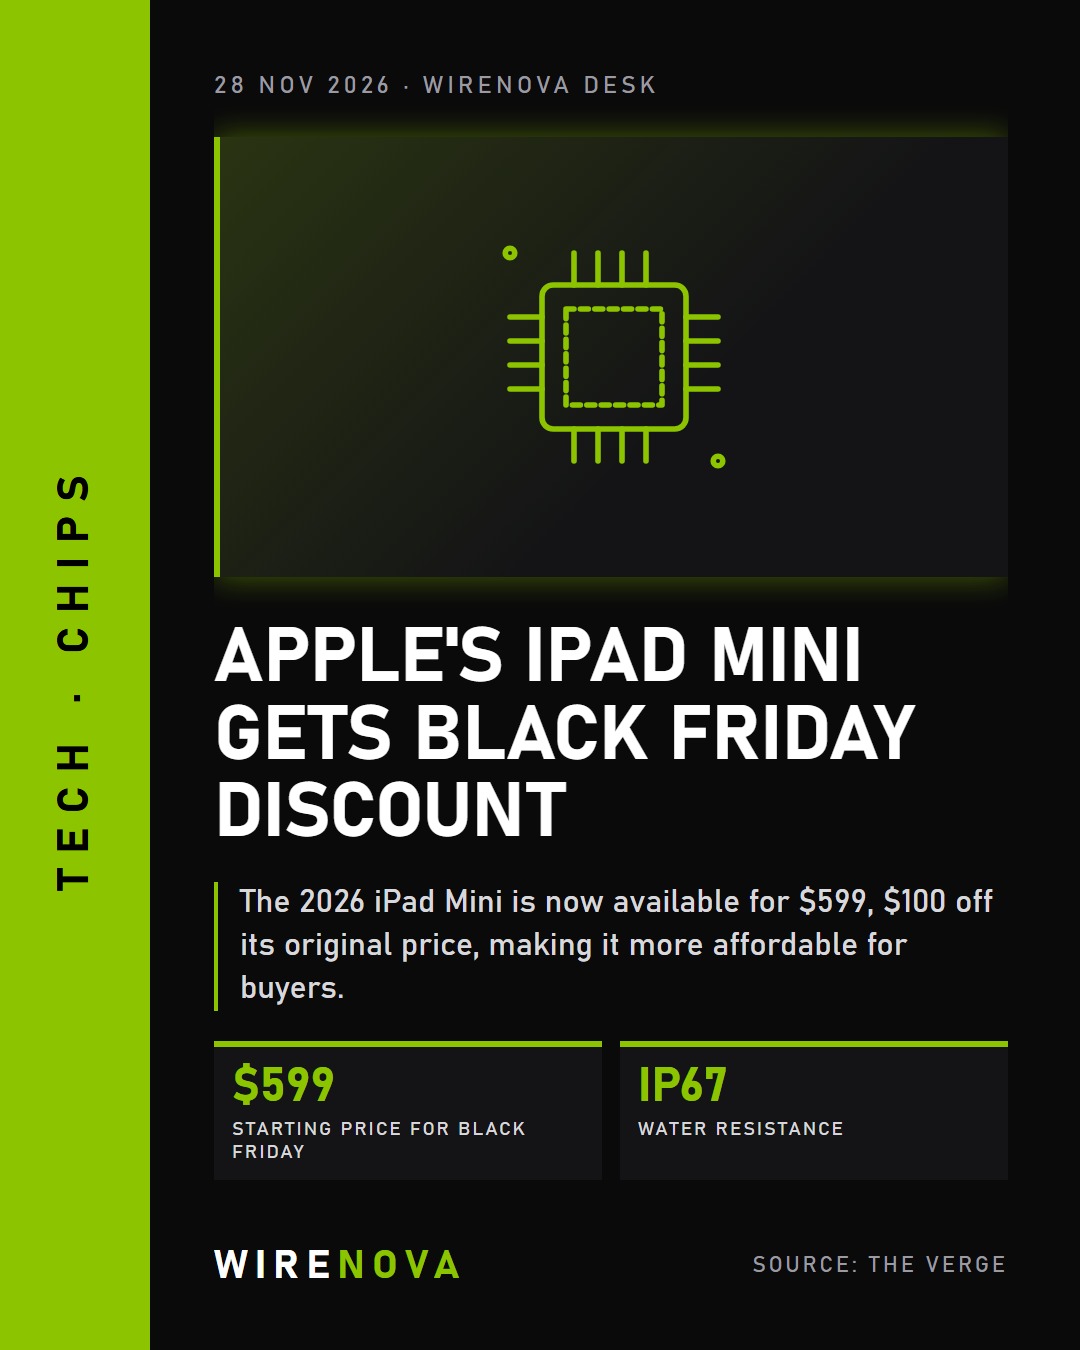 28 NOV 2026 · WIRENOVA DESK
TECH · CHIPS
APPLE'S IPAD MINI
GETS BLACK FRIDAY
DISCOUNT
The 2026 iPad Mini is now available for $599, $100 off
its original price, making it more affordable for
buyers.
$599
STARTING PRICE FOR BLACK
FRIDAY
IP67
WATER RESISTANCE
WIRENOVA
SOURCE: THE VERGE